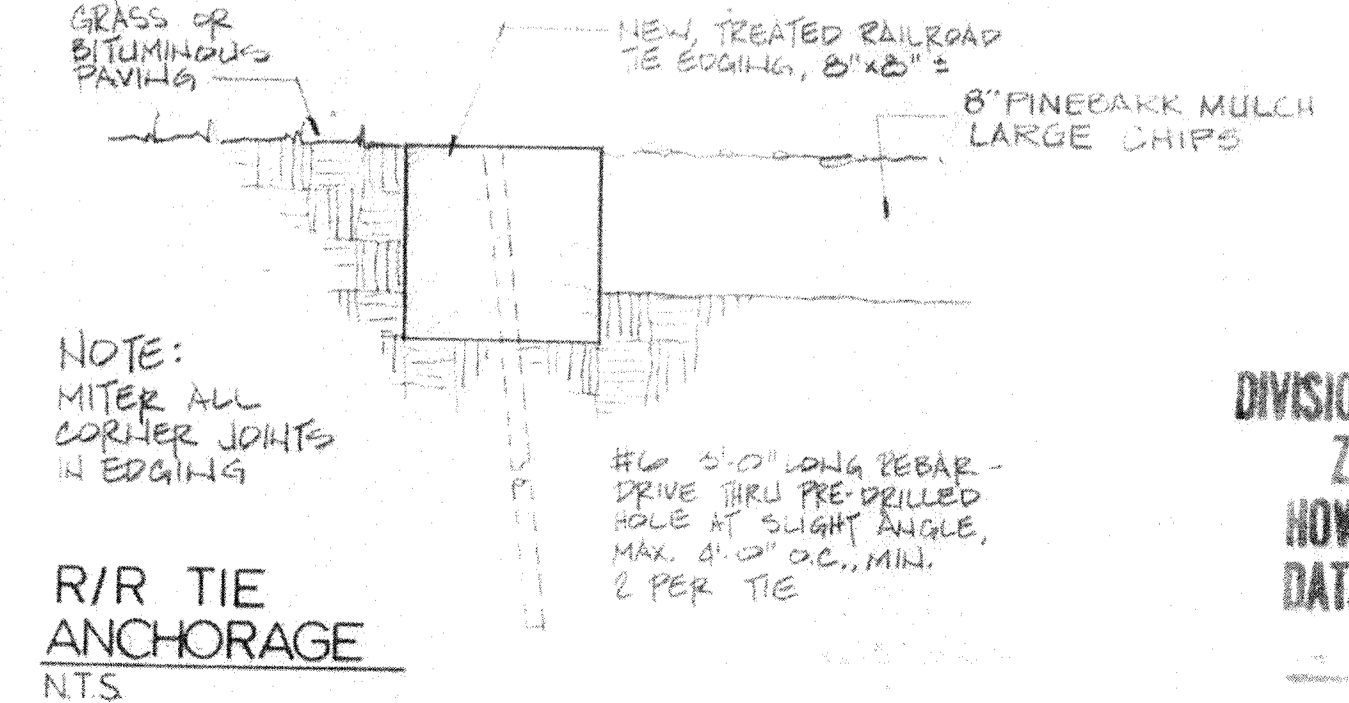 GRASS OR
BITUMINOUS
PAVING
NEW, TREATED RAILROAD
TIE EDGING, 8"x8" ±
8" PINEBARK MULCH
LARGE CHIPS
NOTE:
MITER ALL
CORNER JOINTS
IN EDGING
#6 3'-0" LONG REBAR -
DRIVE THRU PRE-DRILLED
HOLE AT SLIGHT ANGLE,
MAX. 4'-0" O.C., MIN.
2 PER TIE
R/R TIE
ANCHORAGE
N.T.S.
DIVISIO
Z
HOW
DAT